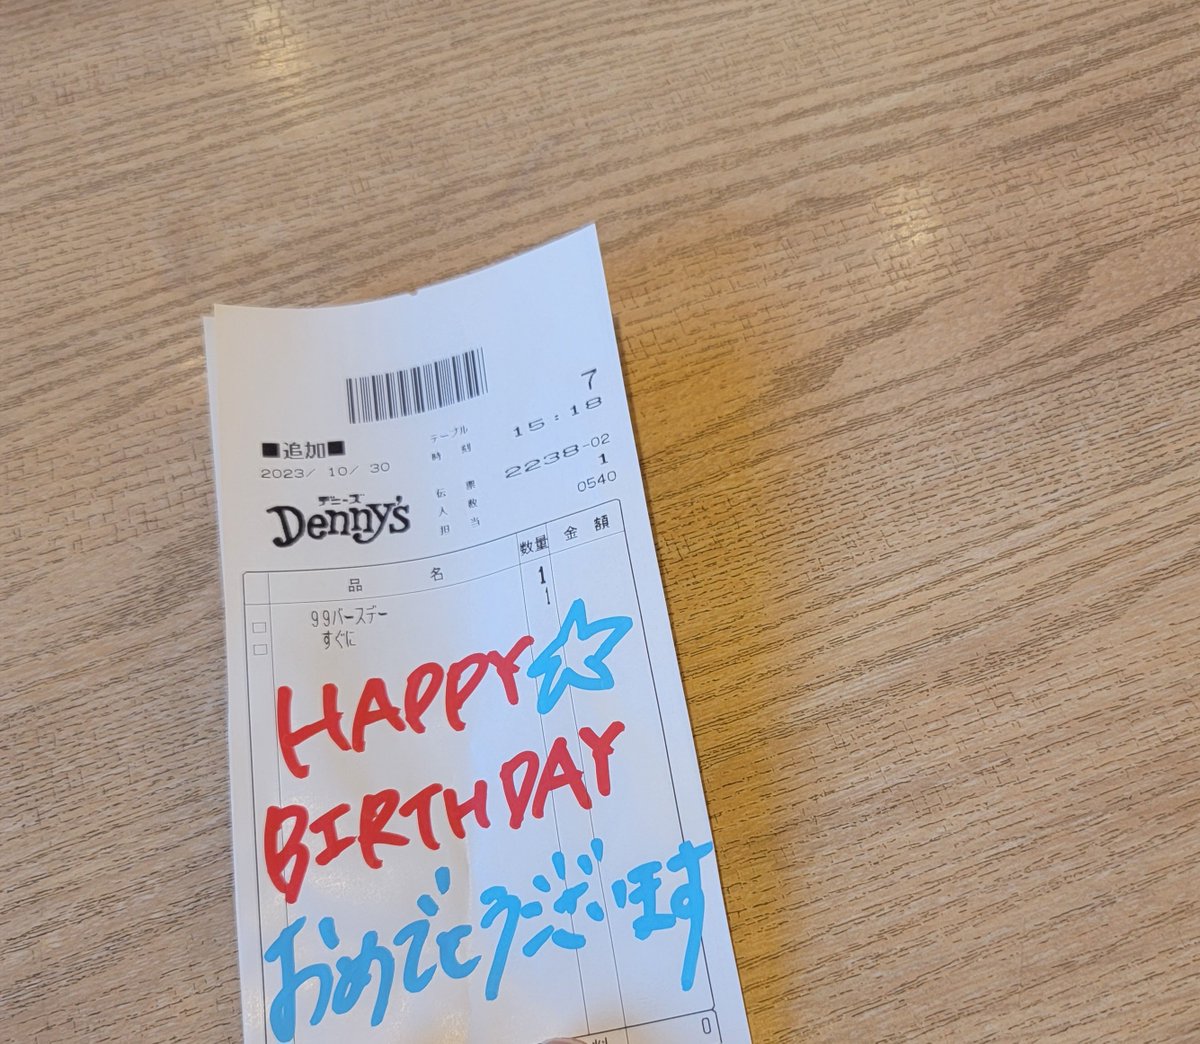 7
■追加■ テーブル
2023/ 10/ 30 時刻 15:18
デニーズ
Denny's
伝票 2238-02
人数 1
担当 0540
品名 数量 金額
99バースデー 1
すぐに 1
HAPPY☆
BIRTHDAY
おめでとうございます
料 0